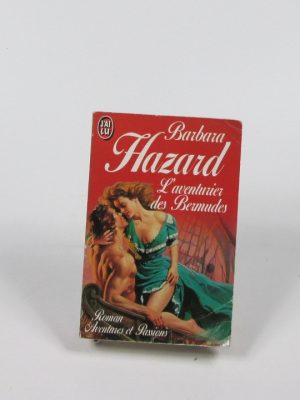 J'AI
LU
Barbara
Hazard
L'aventurier
des Bermudes
Roman
Aventures et Passions